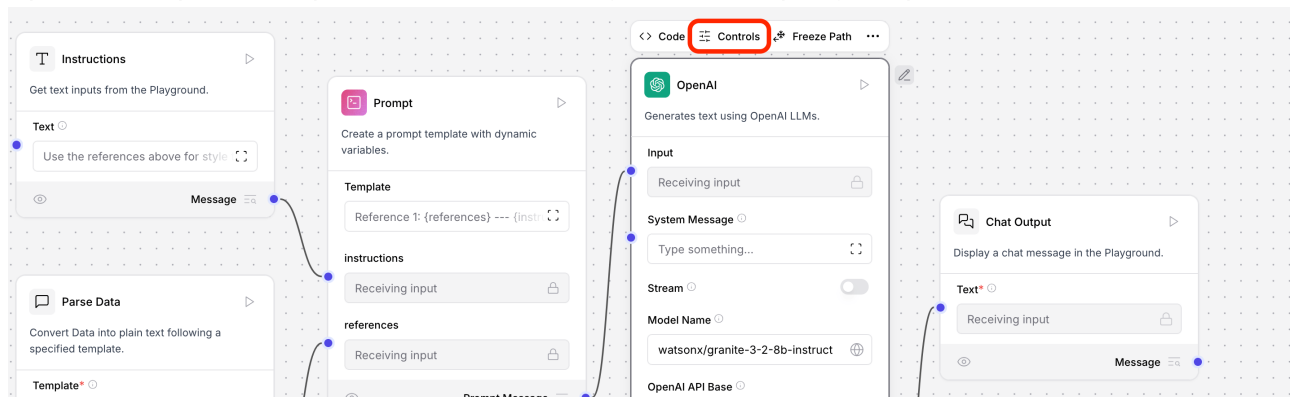 Code
Controls
Freeze Path
Instructions
Get text inputs from the Playground.
Text
Use the references above for style
Message
Parse Data
Convert Data into plain text following a
specified template.
Template*
Prompt
Create a prompt template with dynamic
variables.
Template
Reference 1: {references} --- {instr
instructions
Receiving input
references
Receiving input
Prompt Message
OpenAI
Generates text using OpenAI LLMs.
Input
Receiving input
System Message
Type something...
Stream
Model Name
watsonx/granite-3-2-8b-instruct
OpenAI API Base
Chat Output
Display a chat message in the Playground.
Text*
Receiving input
Message